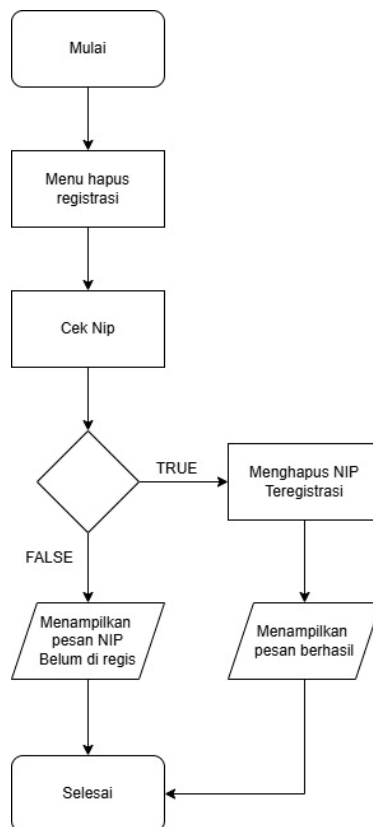 Mulai
Menu hapus
registrasi
Cek Nip
TRUE
Menghapus NIP
Teregistrasi
FALSE
Menampilkan
pesan NIP
Belum di regis
Menampilkan
pesan berhasil
Selesai